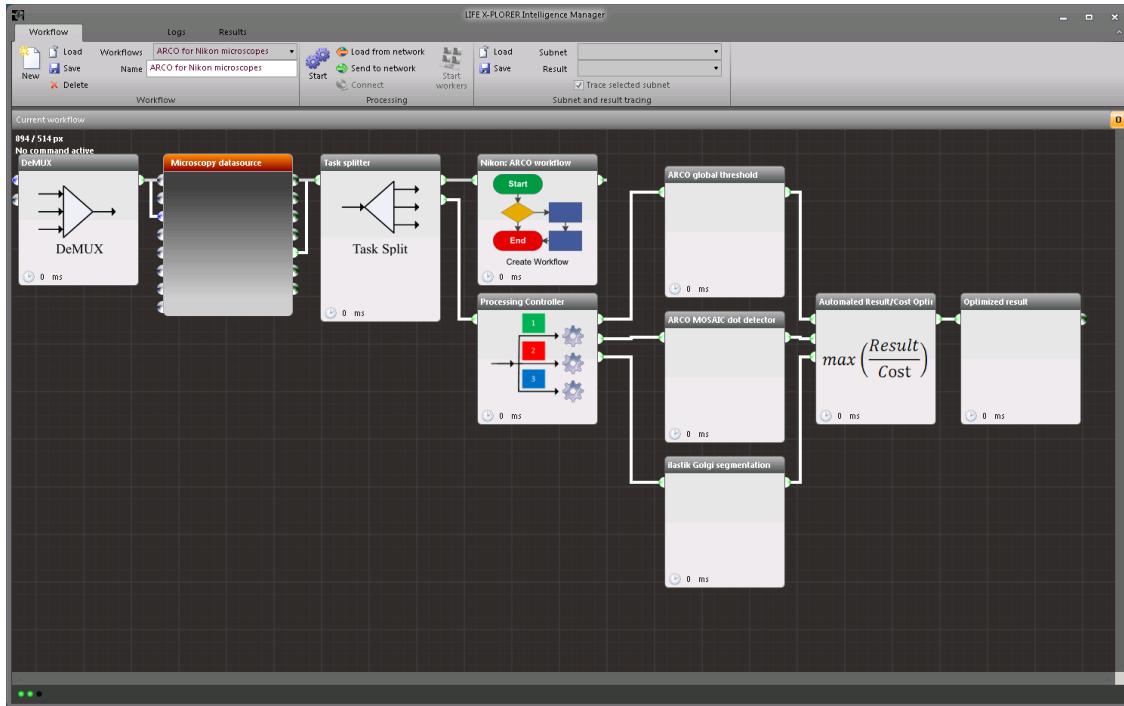 LIFE X-PLORER Intelligence Manager
Workflow Logs Results
New
Load
Save
Delete
Workflows ARCO for Nikon microscopes
Name ARCO for Nikon microscopes
Workflow
Start
Load from network
Send to network
Connect
Start workers
Processing
Load
Save
Subnet
Result
Trace selected subnet
Subnet and result tracing
Current workflow
894 / 514 px
No command active
DeMUX
DeMUX
0 ms
Microscopy datasource
Task splitter
Task Split
0 ms
Nikon: ARCO workflow
Start
End
Create Workflow
0 ms
Processing Controller
1
2
3
0 ms
ARCO global threshold
0 ms
ARCO MOSAIC dot detector
0 ms
ilastik Golgi segmentation
0 ms
Automated Result/Cost Optir
max(Result/Cost)
0 ms
Optimized result
0 ms